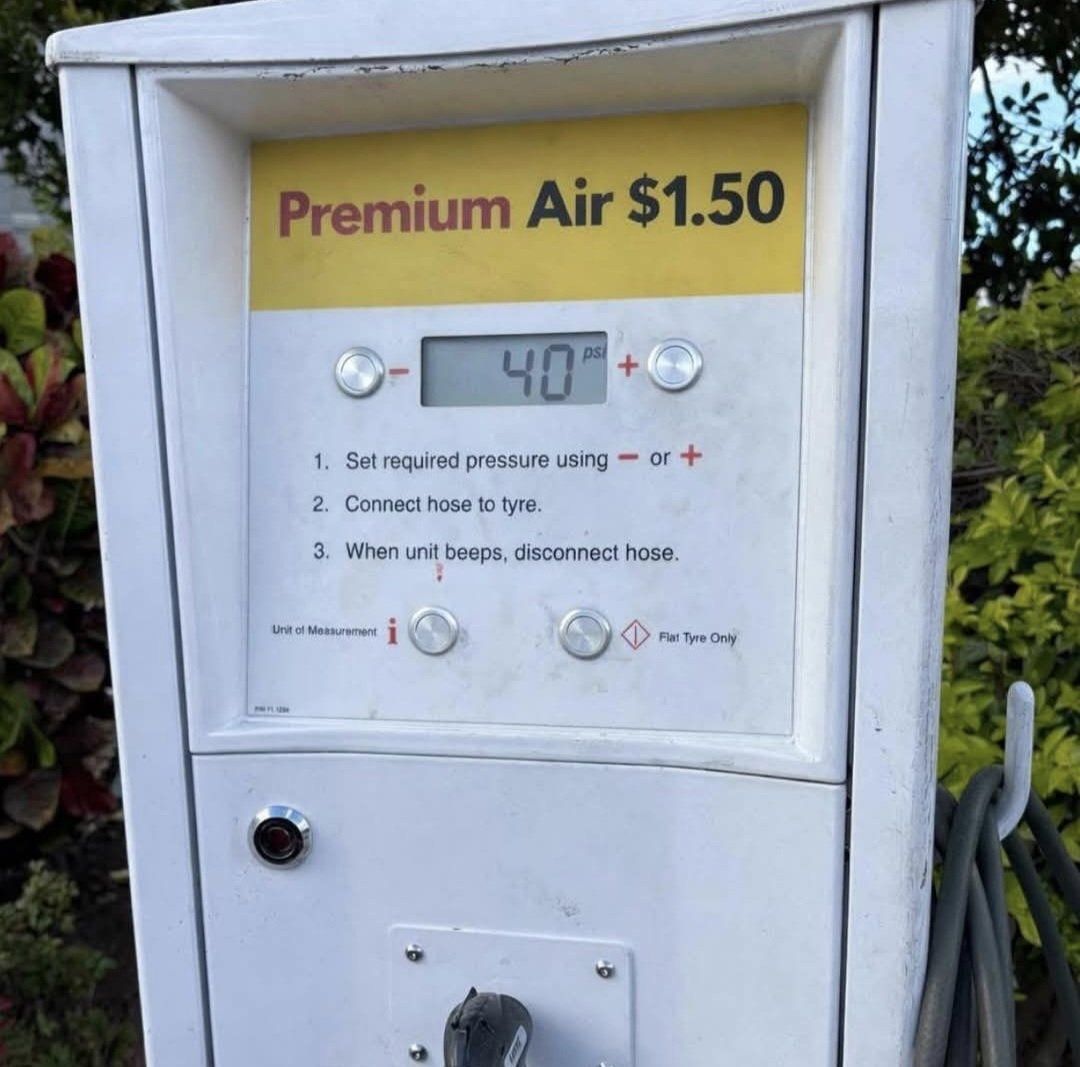 Premium Air $1.50
- 40 psi +
1. Set required pressure using - or +
2. Connect hose to tyre.
3. When unit beeps, disconnect hose.
Unit of Measurement i
Flat Tyre Only